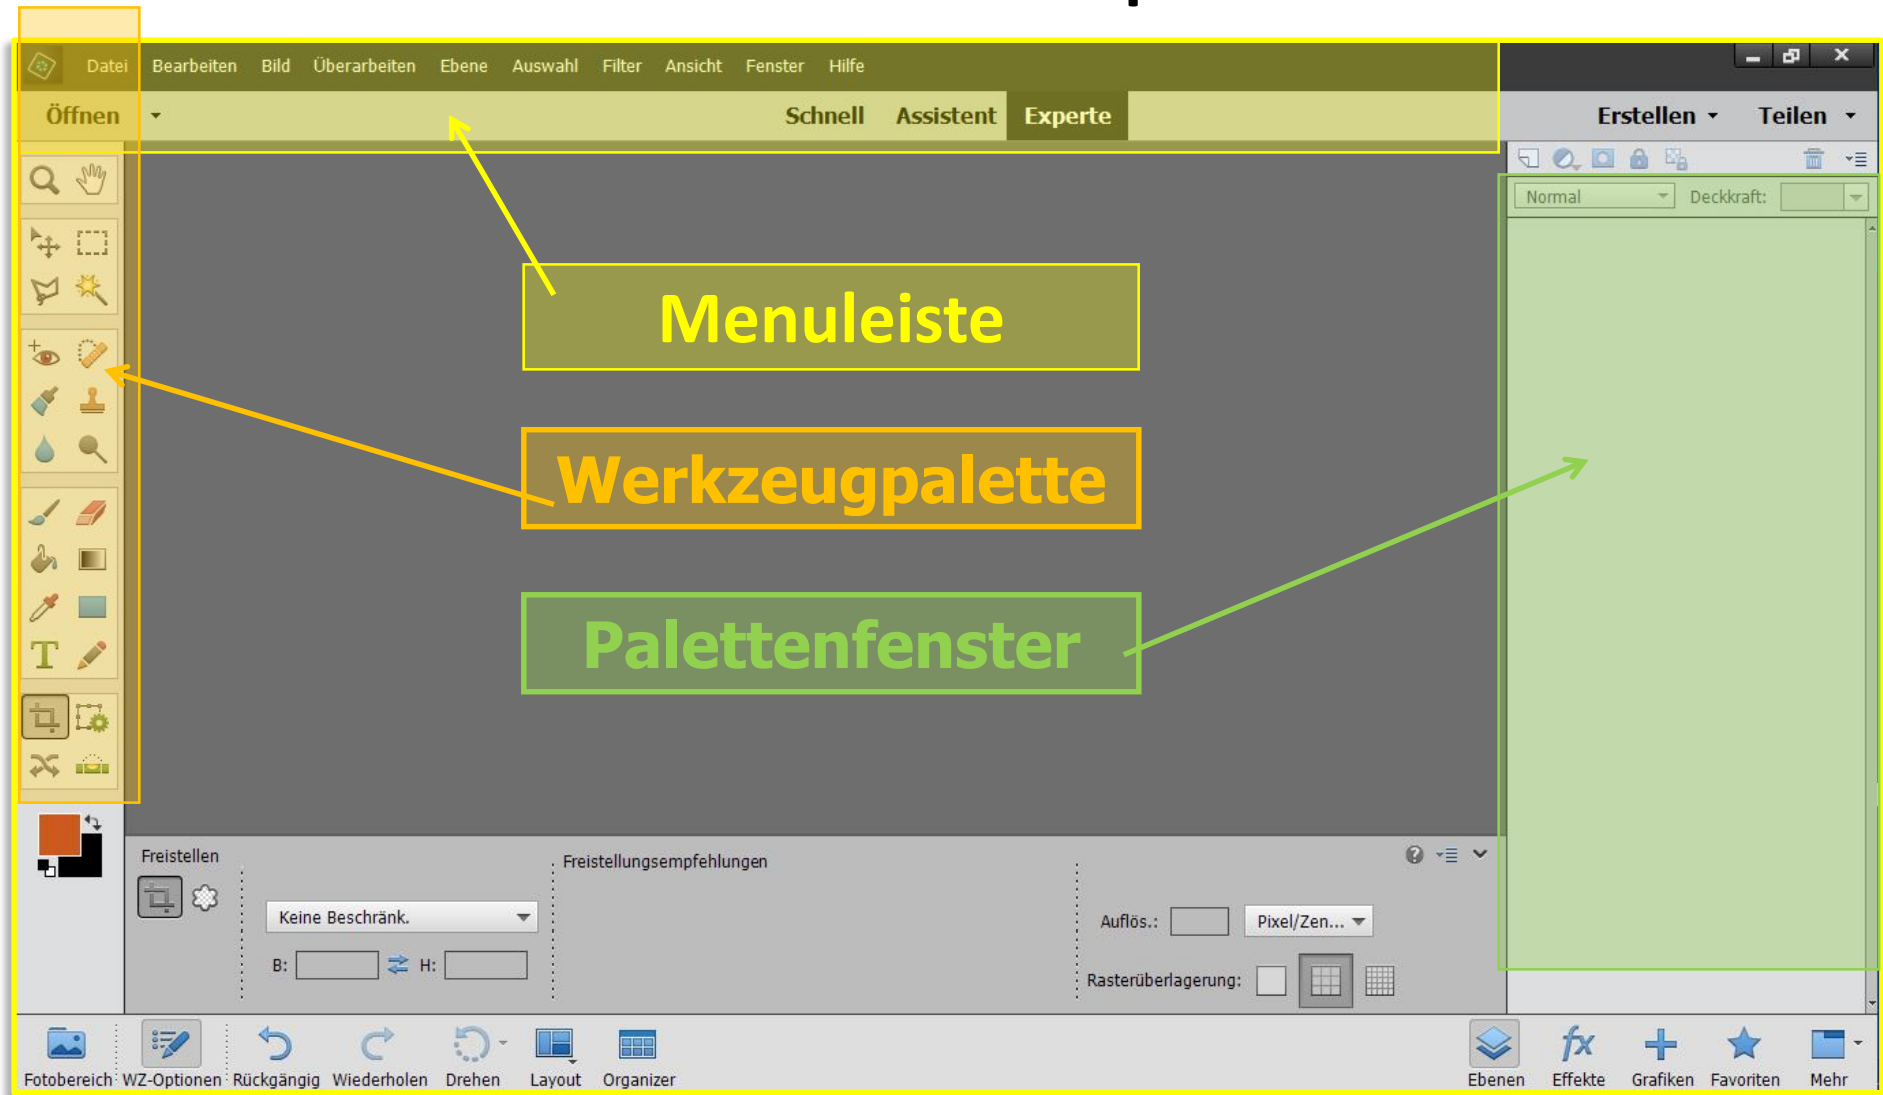 Datei Bearbeiten Bild Überarbeiten Ebene Auswahl Filter Ansicht Fenster Hilfe
Öffnen Schnell Assistent Experte Erstellen Teilen
Normal Deckkraft:
Menuleiste
Werkzeugpalette
Palettenfenster
Freistellen
Freistellungsempfehlungen
Keine Beschränk.
Auflös.: Pixel/Zen...
B: H:
Rasterüberlagerung:
Fotobereich WZ-Optionen Rückgängig Wiederholen Drehen Layout Organizer Ebenen Effekte Grafiken Favoriten Mehr